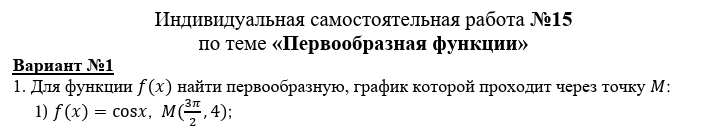 Индивидуальная самостоятельная работа №15
по теме «Первообразная функции»
Вариант №1
1. Для функции f(x) найти первообразную, график которой проходит через точку M:
1) f(x) = cosx, M(3π/2, 4);